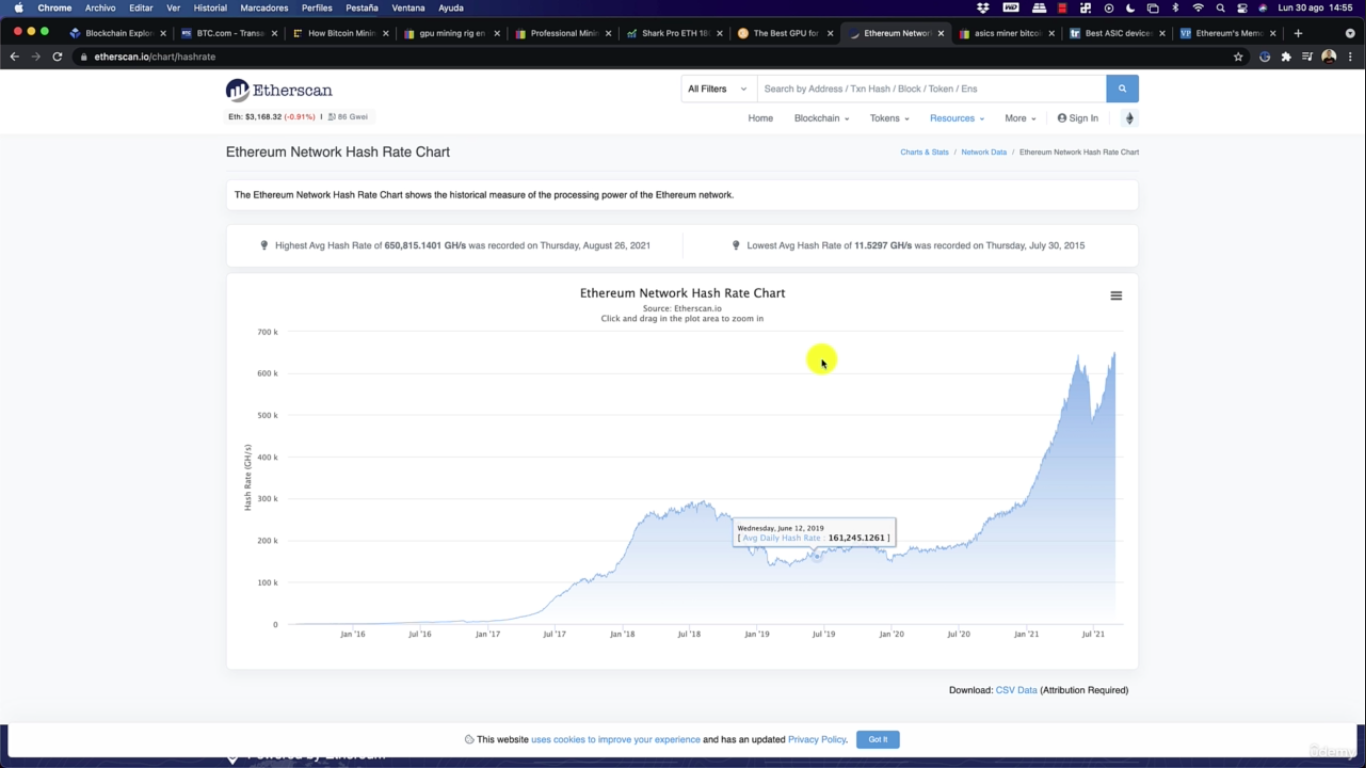 Chrome Archivo Editar Ver Historial Marcadores Perfiles Pestaña Ventana Ayuda Lun 30 ago 14:55
Blockchain Explor BTC.com - Transa How Bitcoin Minin gpu mining rig en Professional Minin Shark Pro ETH 18 The Best GPU for Ethereum Networ asics miner bitco Best ASIC device Ethereum's Memo
etherscan.io/chart/hashrate
Etherscan
All Filters Search by Address / Txn Hash / Block / Token / Ens
Eth: $3,168.32 (-0.91%) | 86 Gwei
Home Blockchain Tokens Resources More Sign In
Ethereum Network Hash Rate Chart
Charts & Stats / Network Data / Ethereum Network Hash Rate Chart
The Ethereum Network Hash Rate Chart shows the historical measure of the processing power of the Ethereum network.
Highest Avg Hash Rate of 650,815.1401 GH/s was recorded on Thursday, August 26, 2021
Lowest Avg Hash Rate of 11.5297 GH/s was recorded on Thursday, July 30, 2015
Ethereum Network Hash Rate Chart
Source: Etherscan.io
Click and drag in the plot area to zoom in
Hash Rate (GH/s)
700 k
600 k
500 k
400 k
300 k
200 k
100 k
0
Wednesday, June 12, 2019
[ Avg Daily Hash Rate : 161,245.1261 ]
Jan '16 Jul '16 Jan '17 Jul '17 Jan '18 Jul '18 Jan '19 Jul '19 Jan '20 Jul '20 Jan '21 Jul '21
Download: CSV Data (Attribution Required)
This website uses cookies to improve your experience and has an updated Privacy Policy. Got It
Powered by Ethereum
ûdemy